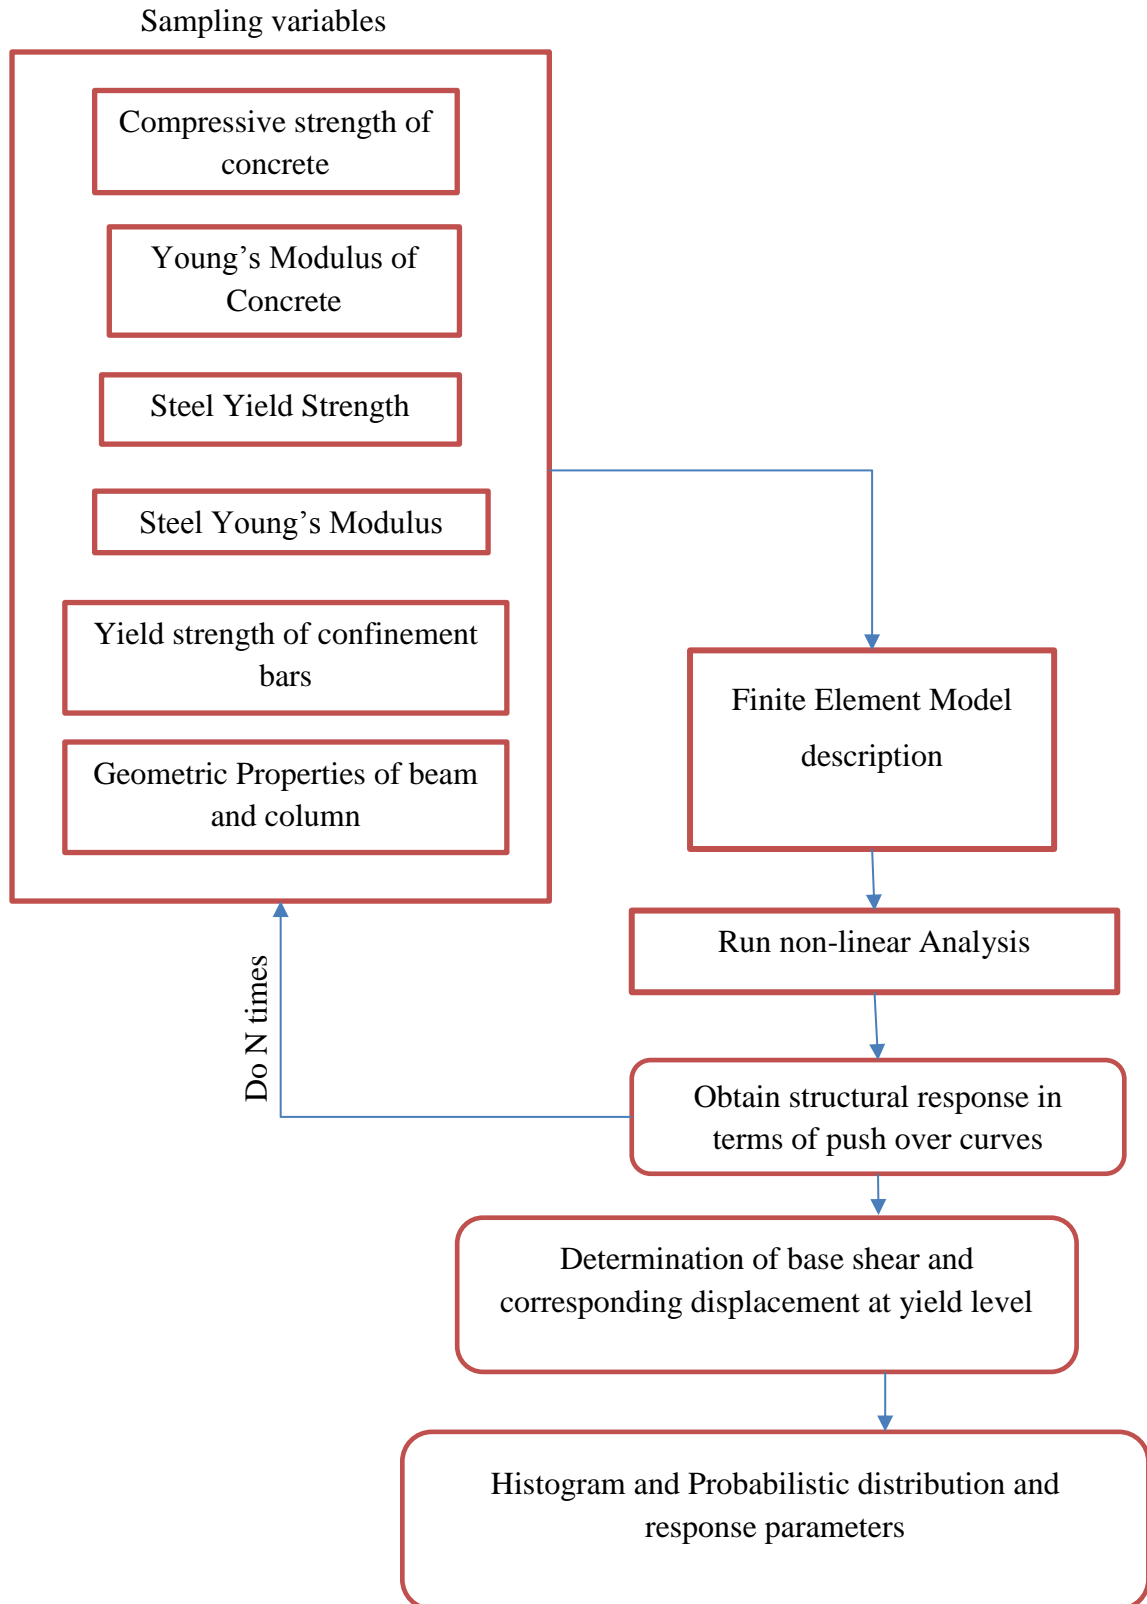 Sampling variables
Compressive strength of
concrete
Young’s Modulus of
Concrete
Steel Yield Strength
Steel Young’s Modulus
Yield strength of confinement
bars
Geometric Properties of beam
and column
Finite Element Model
description
Run non-linear Analysis
Do N times
Obtain structural response in
terms of push over curves
Determination of base shear and
corresponding displacement at yield level
Histogram and Probabilistic distribution and
response parameters